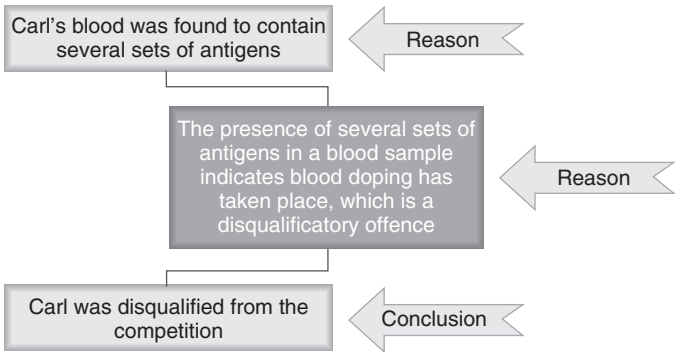 Carl's blood was found to contain
several sets of antigens
Reason
The presence of several sets of
antigens in a blood sample
indicates blood doping has
taken place, which is a
disqualificatory offence
Reason
Carl was disqualified from the
competition
Conclusion